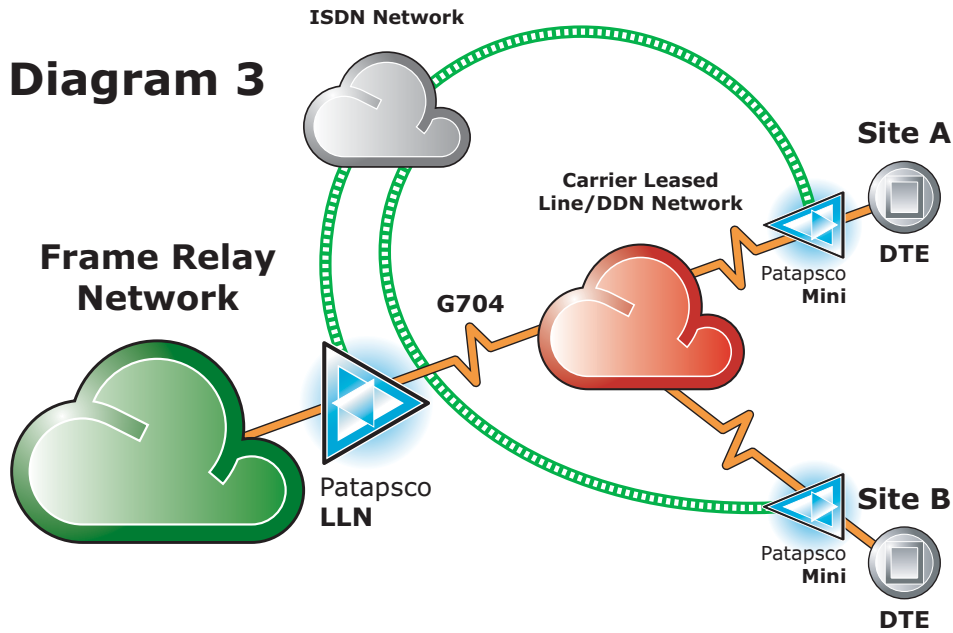 ISDN Network
Diagram 3
Site A
Carrier Leased
Line/DDN Network
DTE
Patapsco
Mini
Frame Relay
Network
G704
Patapsco
LLN
Site B
Patapsco
Mini
DTE